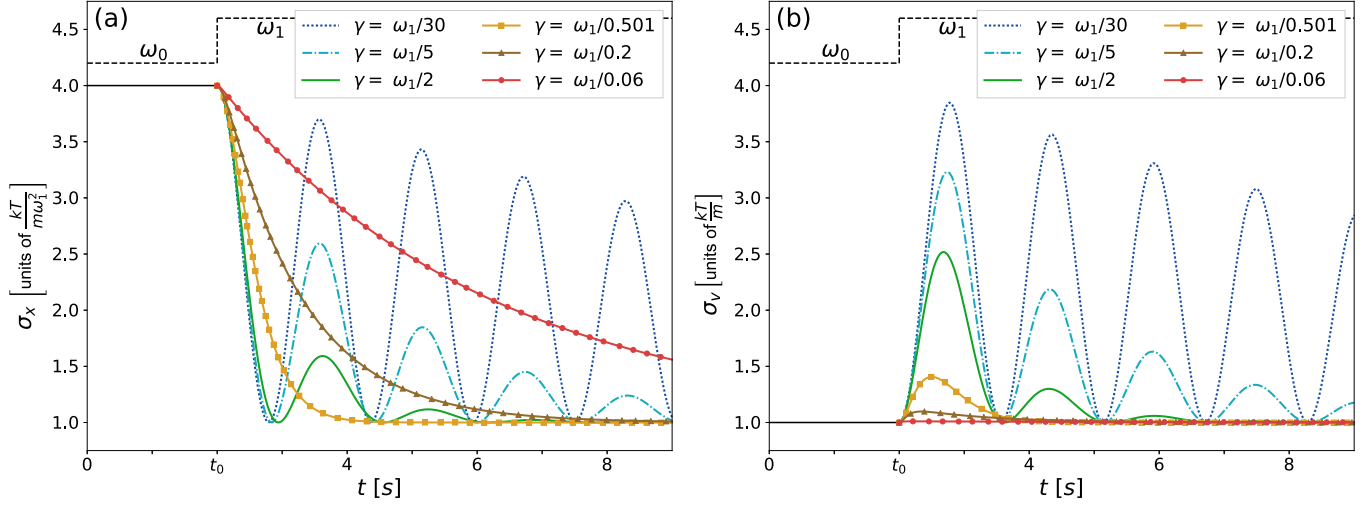 (a)
ω₀
ω₁
γ = ω₁/30
γ = ω₁/5
γ = ω₁/2
γ = ω₁/0.501
γ = ω₁/0.2
γ = ω₁/0.06
4.5
4.0
3.5
3.0
2.5
2.0
1.5
1.0
σₓ [units of kT/mω₁²]
0
t₀
4
6
8
t [s]
(b)
ω₀
ω₁
γ = ω₁/30
γ = ω₁/5
γ = ω₁/2
γ = ω₁/0.501
γ = ω₁/0.2
γ = ω₁/0.06
4.5
4.0
3.5
3.0
2.5
2.0
1.5
1.0
σᵥ [units of kT/m]
0
t₀
4
6
8
t [s]